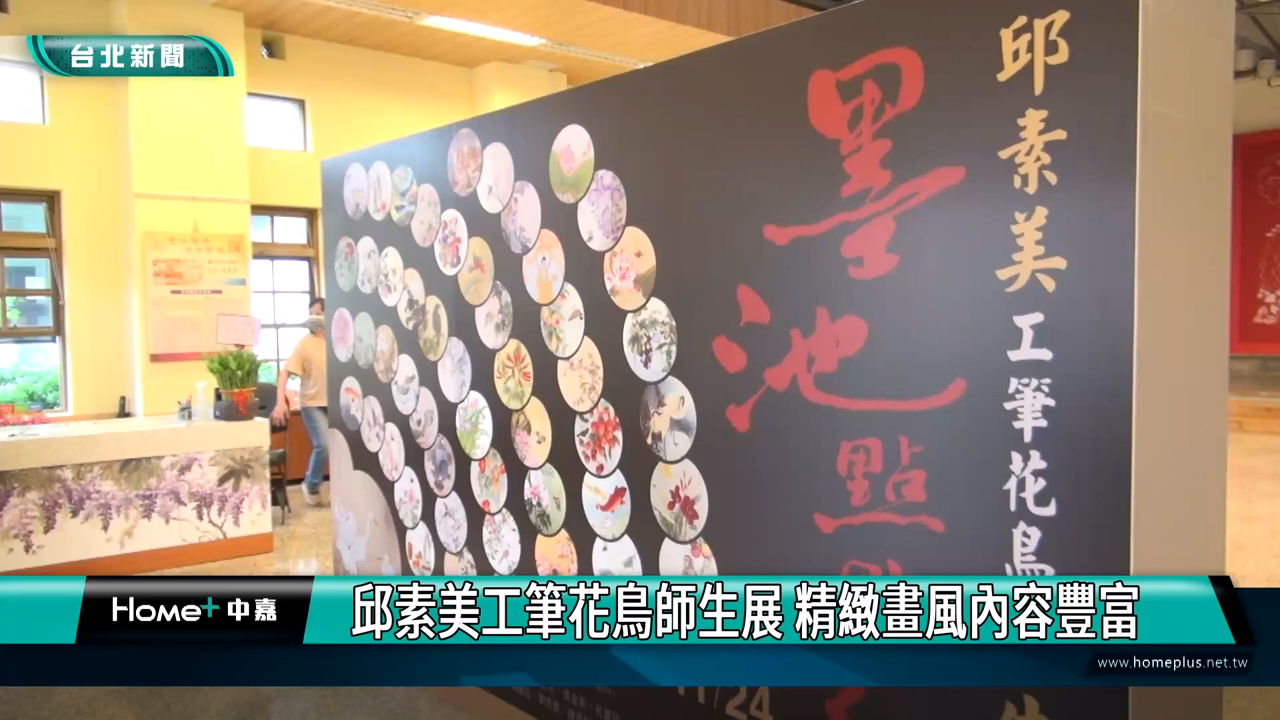 台北新聞
邱素美工筆花鳥
墨池點
11/24
Home+中嘉
邱素美工筆花鳥師生展 精緻畫風內容豐富
www.homeplus.net.tw